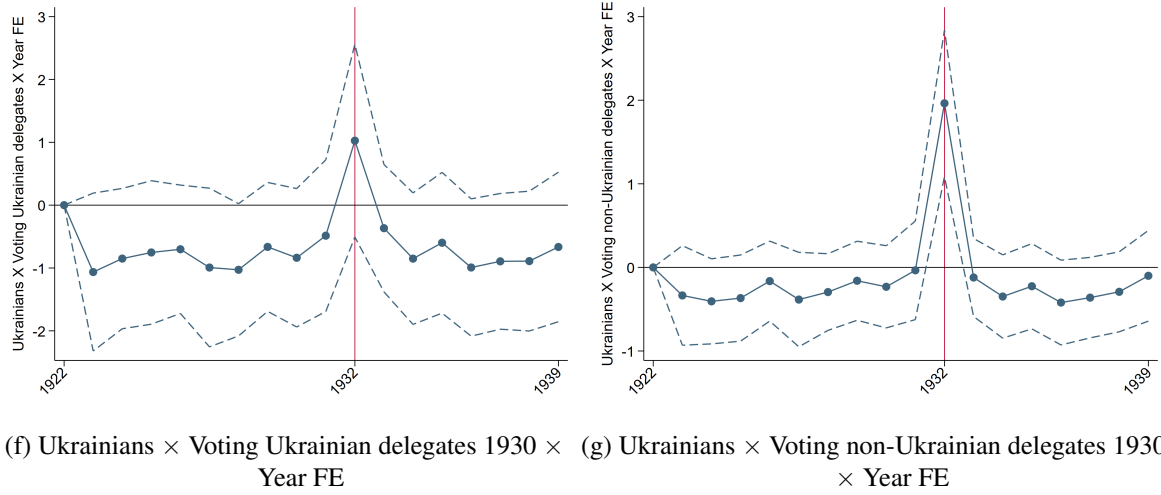 Ukrainians X Voting Ukrainian delegates X Year FE
3
2
1
0
-1
-2
1922
1932
1939
Ukrainians X Voting non-Ukrainian delegates X Year FE
3
2
1
0
-1
1922
1932
1939
(f) Ukrainians × Voting Ukrainian delegates 1930 ×
Year FE
(g) Ukrainians × Voting non-Ukrainian delegates 1930
× Year FE